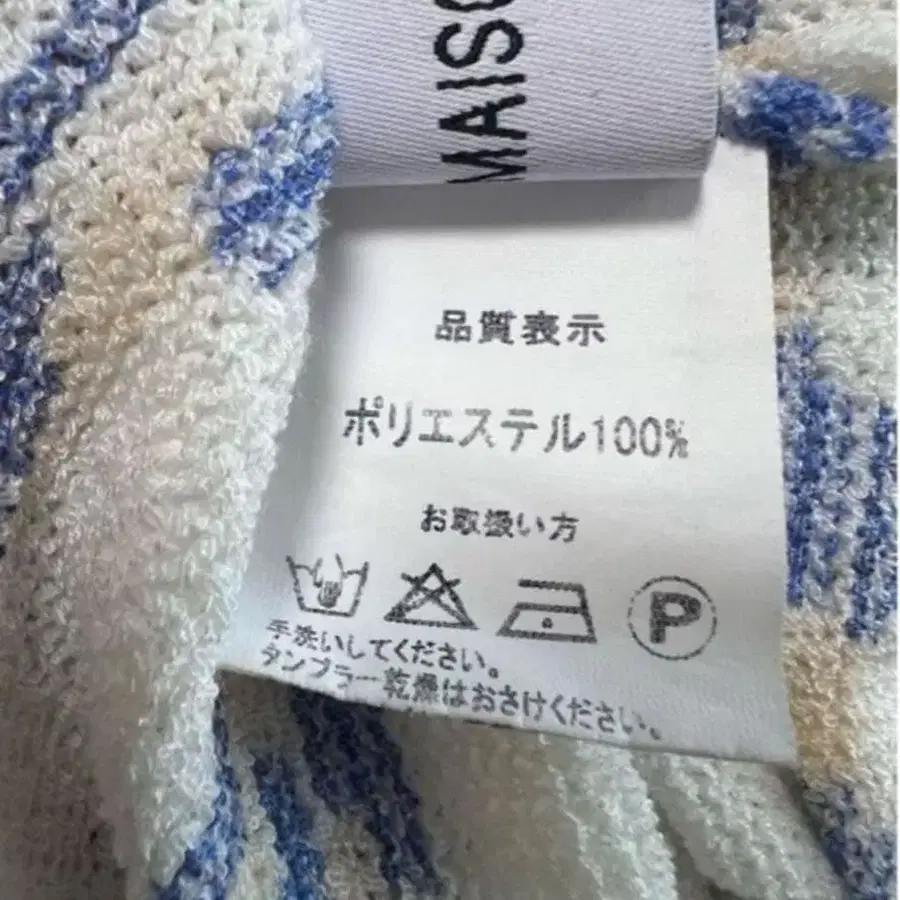 MAISO
品質表示
ポリエステル100%
お取扱い方
P
手洗いしてください。
タンブラー乾燥はおさけください。